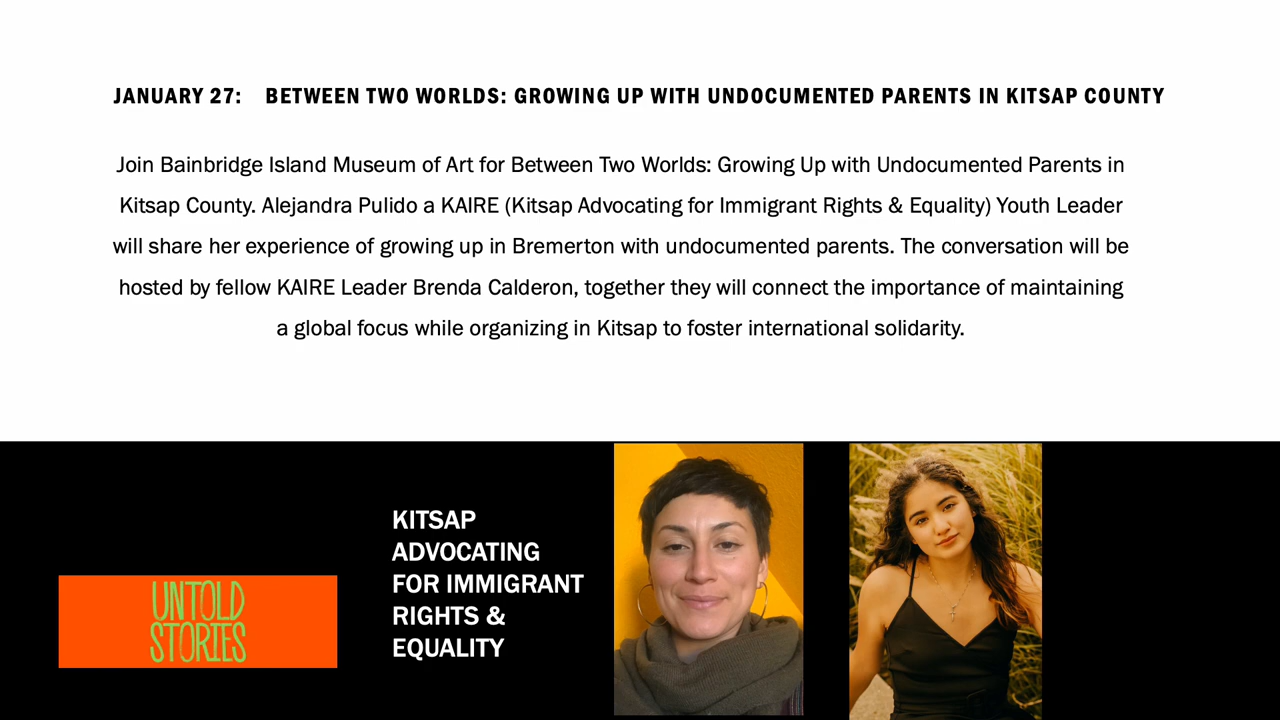 JANUARY 27: BETWEEN TWO WORLDS: GROWING UP WITH UNDOCUMENTED PARENTS IN KITSAP COUNTY
Join Bainbridge Island Museum of Art for Between Two Worlds: Growing Up with Undocumented Parents in
Kitsap County. Alejandra Pulido a KAIRE (Kitsap Advocating for Immigrant Rights & Equality) Youth Leader
will share her experience of growing up in Bremerton with undocumented parents. The conversation will be
hosted by fellow KAIRE Leader Brenda Calderon, together they will connect the importance of maintaining
a global focus while organizing in Kitsap to foster international solidarity.
UNTOLD
STORIES
KITSAP
ADVOCATING
FOR IMMIGRANT
RIGHTS &
EQUALITY